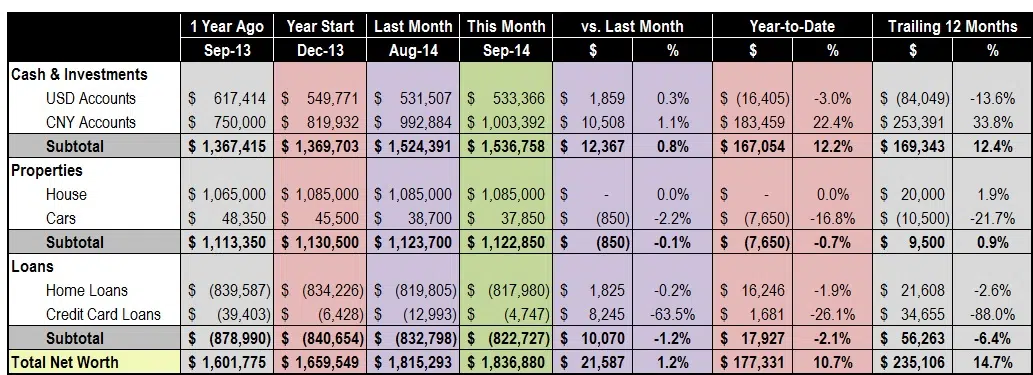 1 Year Ago Year Start Last Month This Month vs. Last Month Year-to-Date Trailing 12 Months
Sep-13 Dec-13 Aug-14 Sep-14 $ % $ % $ %
Cash & Investments
USD Accounts $ 617,414 $ 549,771 $ 531,507 $ 533,366 $ 1,859 0.3% $ (16,405) -3.0% $ (84,049) -13.6%
CNY Accounts $ 750,000 $ 819,932 $ 992,884 $ 1,003,392 $ 10,508 1.1% $ 183,459 22.4% $ 253,391 33.8%
Subtotal $ 1,367,415 $ 1,369,703 $ 1,524,391 $ 1,536,758 $ 12,367 0.8% $ 167,054 12.2% $ 169,343 12.4%
Properties
House $ 1,065,000 $ 1,085,000 $ 1,085,000 $ 1,085,000 $ - 0.0% $ - 0.0% $ 20,000 1.9%
Cars $ 48,350 $ 45,500 $ 38,700 $ 37,850 $ (850) -2.2% $ (7,650) -16.8% $ (10,500) -21.7%
Subtotal $ 1,113,350 $ 1,130,500 $ 1,123,700 $ 1,122,850 $ (850) -0.1% $ (7,650) -0.7% $ 9,500 0.9%
Loans
Home Loans $ (839,587) $ (834,226) $ (819,805) $ (817,980) $ 1,825 -0.2% $ 16,246 -1.9% $ 21,608 -2.6%
Credit Card Loans $ (39,403) $ (6,428) $ (12,993) $ (4,747) $ 8,245 -63.5% $ 1,681 -26.1% $ 34,655 -88.0%
Subtotal $ (878,990) $ (840,654) $ (832,798) $ (822,727) $ 10,070 -1.2% $ 17,927 -2.1% $ 56,263 -6.4%
Total Net Worth $ 1,601,775 $ 1,659,549 $ 1,815,293 $ 1,836,880 $ 21,587 1.2% $ 177,331 10.7% $ 235,106 14.7%